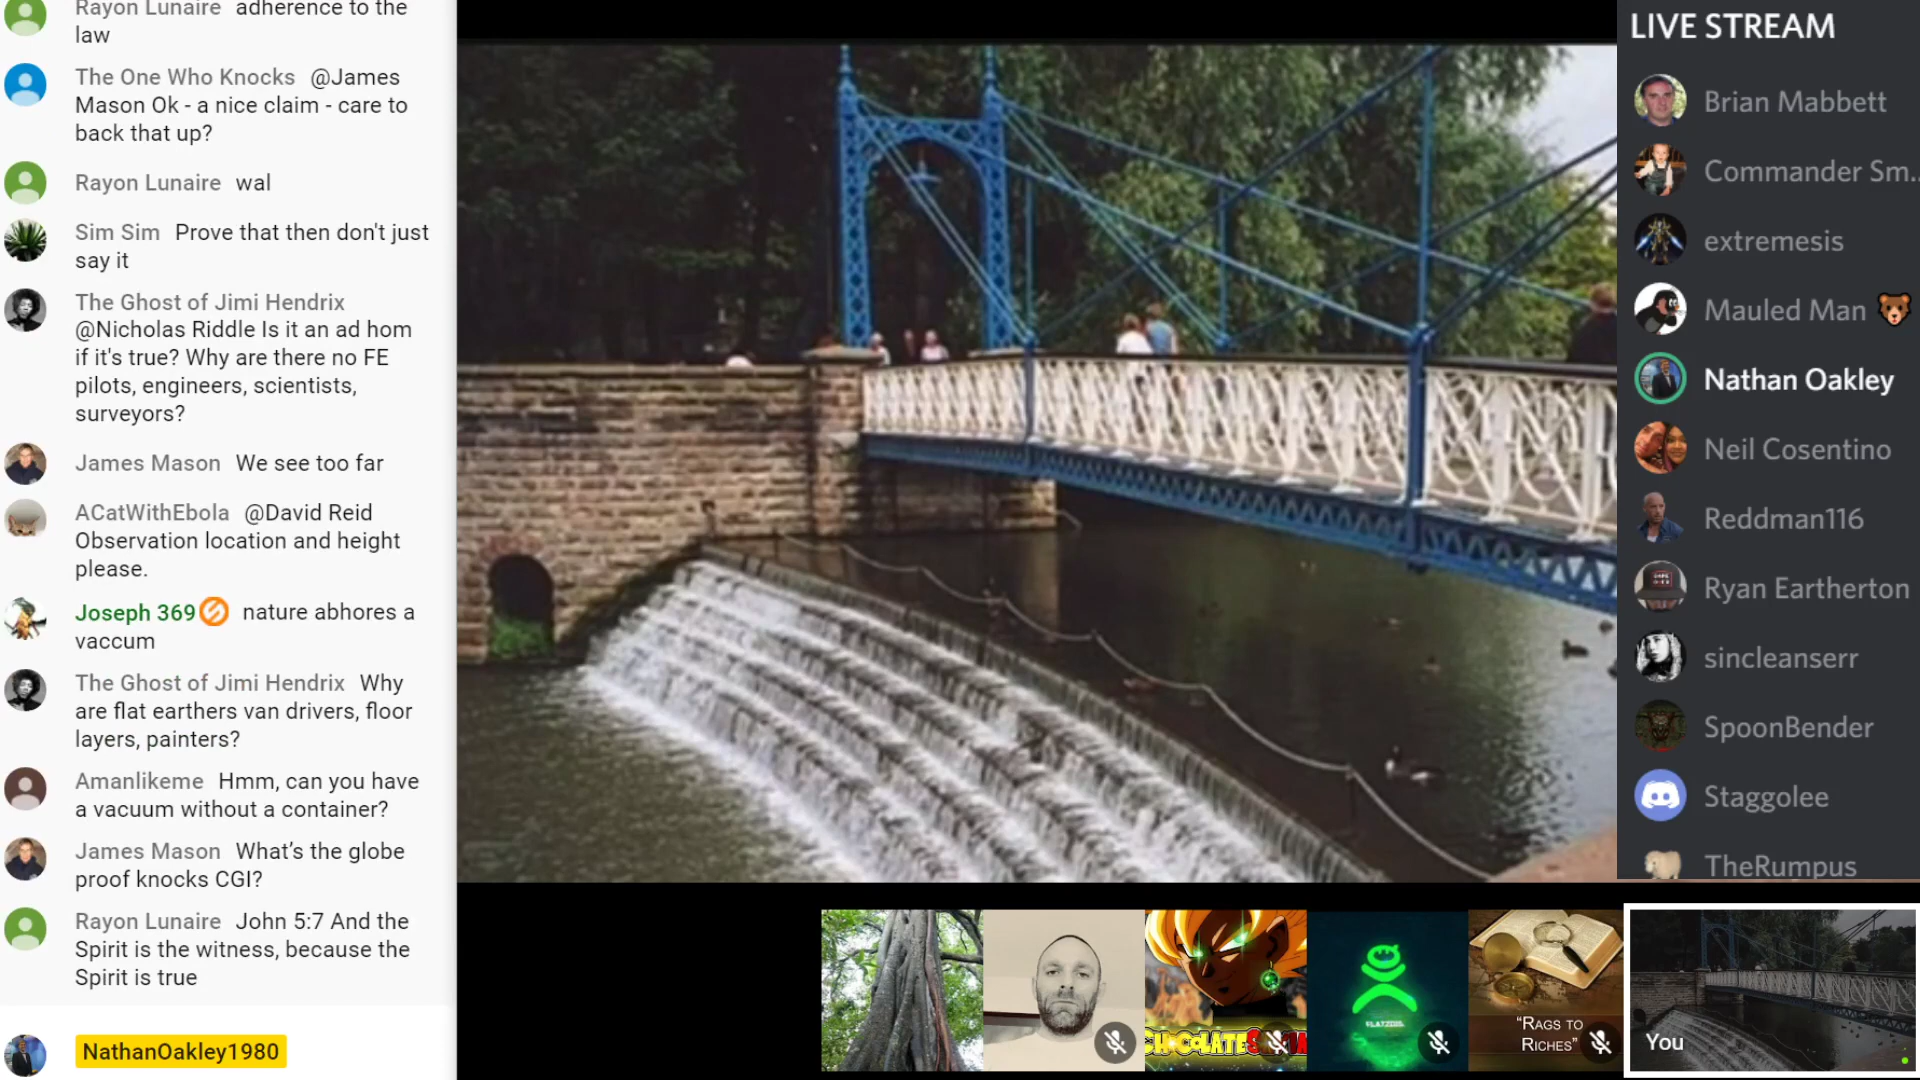 Rayon Lunaire adherence to the
law
The One Who Knocks @James
Mason Ok - a nice claim - care to
back that up?
Rayon Lunaire wal
Sim Sim Prove that then don't just
say it
The Ghost of Jimi Hendrix
@Nicholas Riddle Is it an ad hom
if it's true? Why are there no FE
pilots, engineers, scientists,
surveyors?
James Mason We see too far
ACatWithEbola @David Reid
Observation location and height
please.
Joseph 369 nature abhores a
vaccum
The Ghost of Jimi Hendrix Why
are flat earthers van drivers, floor
layers, painters?
Amanlikeme Hmm, can you have
a vacuum without a container?
James Mason What's the globe
proof knocks CGI?
Rayon Lunaire John 5:7 And the
Spirit is the witness, because the
Spirit is true
NathanOakley1980
LIVE STREAM
Brian Mabbett
Commander Sm..
extremesis
Mauled Man
Nathan Oakley
Neil Cosentino
Reddman116
Ryan Eartherton
sincleanserr
SpoonBender
Staggolee
TheRumpus
CHOCOLATE
FLATZOID
"RAGS TO
RICHES"
You